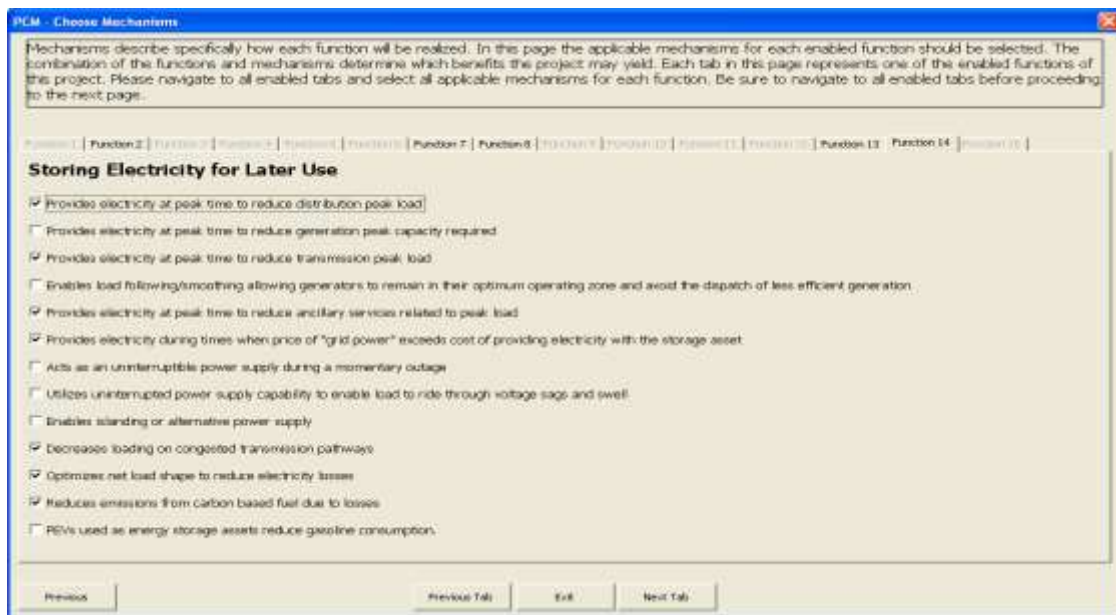 PCM - Choose Mechanisms
Mechanisms describe specifically how each function will be realized. In this page the applicable mechanisms for each enabled function should be selected. The
combination of the functions and mechanisms determine which benefits the project may yield. Each tab in this page represents one of the enabled functions of
this project. Please navigate to all enabled tabs and select all applicable mechanisms for each function. Be sure to navigate to all enabled tabs before proceeding
to the next page.
Function 2 Function 7 Function 8 Function 13 Function 14
Storing Electricity for Later Use
Provides electricity at peak time to reduce distribution peak load
Provides electricity at peak time to reduce generation peak capacity required
Provides electricity at peak time to reduce transmission peak load
Enables load following/smoothing allowing generators to remain in their optimum operating zone and avoid the dispatch of less efficient generation
Provides electricity at peak time to reduce ancillary services related to peak load
Provides electricity during times when price of "grid power" exceeds cost of providing electricity with the storage asset
Acts as an uninterruptible power supply during a momentary outage
Utilizes uninterrupted power supply capability to enable load to ride through voltage sags and swell
Enables islanding or alternative power supply
Decreases loading on congested transmission pathways
Optimizes net load shape to reduce electricity losses
Reduces emissions from carbon based fuel due to losses
PEVs used as energy storage assets reduce gasoline consumption.
Previous Previous Tab Exit Next Tab